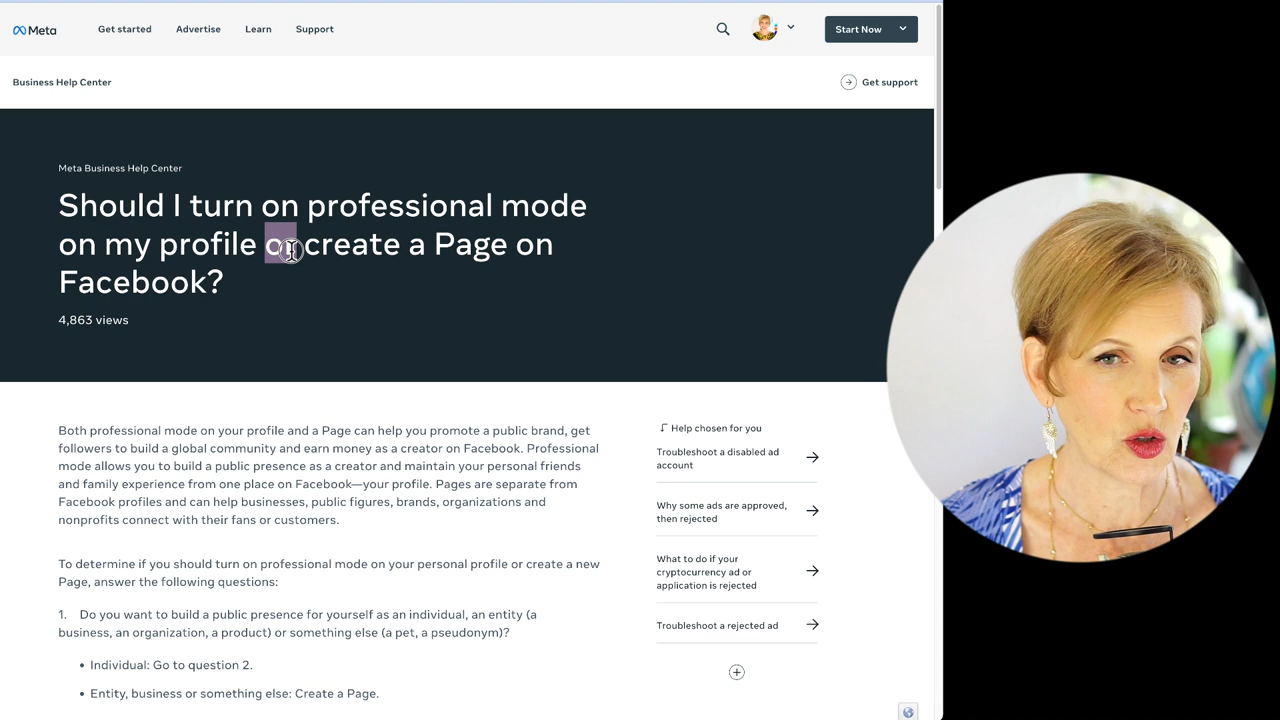 Meta
Get started
Advertise
Learn
Support
Start Now
Business Help Center
Get support
Meta Business Help Center
Should I turn on professional mode
on my profile or create a Page on
Facebook?
4,863 views
Both professional mode on your profile and a Page can help you promote a public brand, get
followers to build a global community and earn money as a creator on Facebook. Professional
mode allows you to build a public presence as a creator and maintain your personal friends
and family experience from one place on Facebook—your profile. Pages are separate from
Facebook profiles and can help businesses, public figures, brands, organizations and
nonprofits connect with their fans or customers.
To determine if you should turn on professional mode on your personal profile or create a new
Page, answer the following questions:
1. Do you want to build a public presence for yourself as an individual, an entity (a
business, an organization, a product) or something else (a pet, a pseudonym)?
• Individual: Go to question 2.
• Entity, business or something else: Create a Page.
Help chosen for you
Troubleshoot a disabled ad
account
Why some ads are approved,
then rejected
What to do if your
cryptocurrency ad or
application is rejected
Troubleshoot a rejected ad